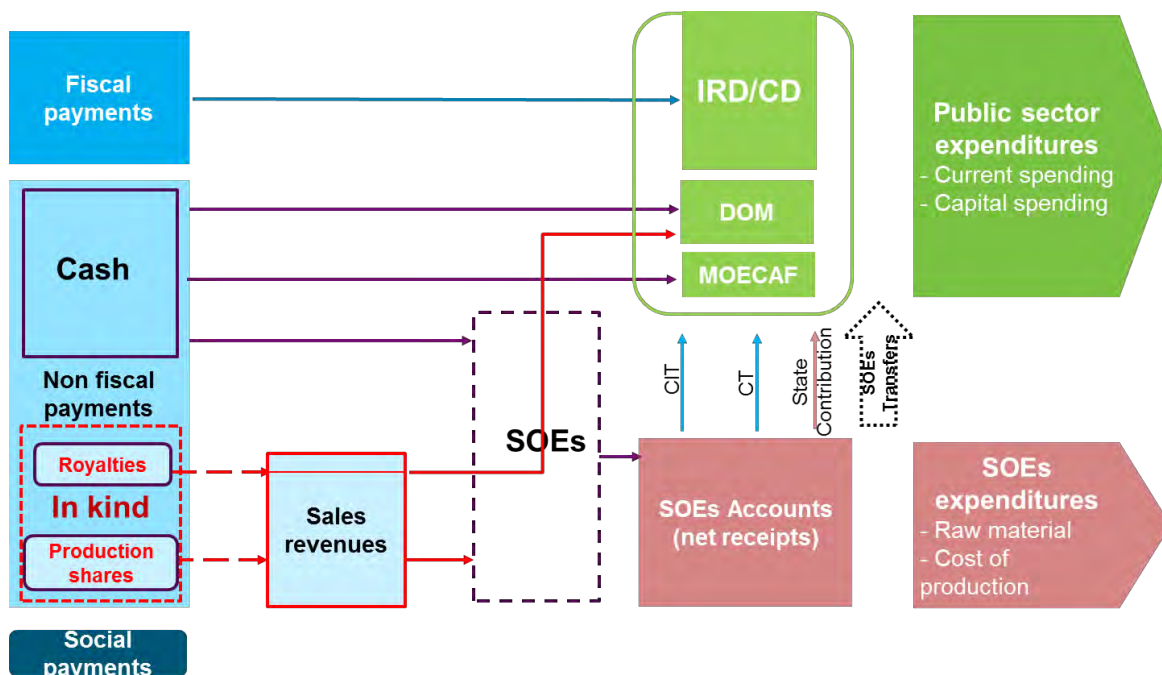 Fiscal
payments
Cash
Non fiscal
payments
Royalties
In kind
Production
shares
Social
payments
Sales
revenues
SOEs
IRD/CD
DOM
MOECAF
CIT
CT
State
Contribution
SOEs
Transfers
SOEs Accounts
(net receipts)
Public sector
expenditures
- Current spending
- Capital spending
SOEs
expenditures
- Raw material
- Cost of
production